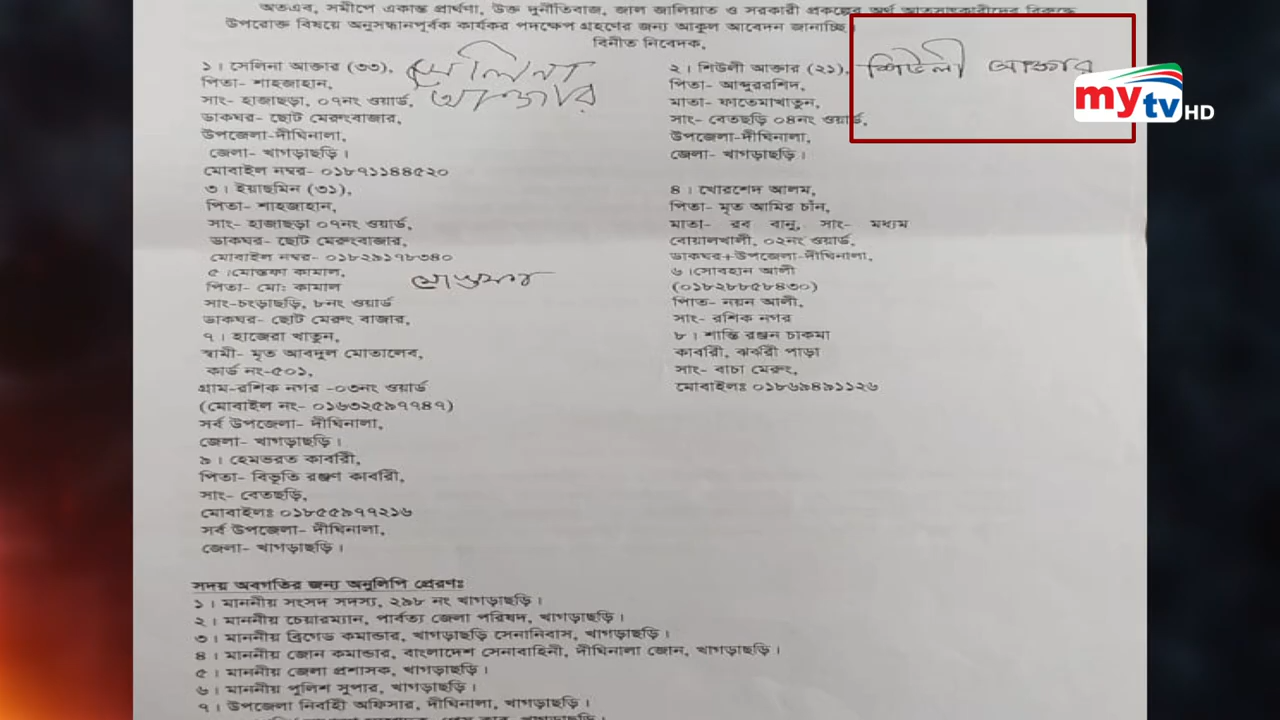 অতএব, সমীপে একান্ত প্রার্থণা, উক্ত দুর্নীতিবাজ, জাল জালিয়াত ও সরকারী প্রকল্পের অর্থ আত্মসাৎকারীদের বিরুদ্ধে
উপরোক্ত বিষয়ে অনুসন্ধানপূর্বক কার্যকর পদক্ষেপ গ্রহণের জন্য আকুল আবেদন জানাচ্ছি।
বিনীত নিবেদক,
১। সেলিনা আক্তার (৩৩),
সেলিনা
আক্তার
পিতা- শাহজাহান,
সাং- হাজাছড়া, ০৭নং ওয়ার্ড,
ডাকঘর- ছোট মেরুংবাজার,
উপজেলা-দীঘিনালা,
জেলা- খাগড়াছড়ি।
মোবাইল নম্বর- ০১৮৭১১৪৪৫২০
২। শিউলী আক্তার (২১),
শিউলী আক্তার
পিতা- আব্দুররশিদ,
মাতা- ফাতেমাখাতুন,
সাং- বেতছড়ি ০৪নং ওয়ার্ড,
উপজেলা-দীঘিনালা,
জেলা- খাগড়াছড়ি।
mytv HD
৩। ইয়াছমিন (৩১),
পিতা- শাহজাহান,
সাং- হাজাছড়া ০৭নং ওয়ার্ড,
ডাকঘর- ছোট মেরুংবাজার,
মোবাইল নম্বর- ০১৮২৯১৭৮৩৪০
৪। খোরশেদ আলম,
পিতা- মৃত আমির চাঁন,
মাতা- রব বানু, সাং- মধ্যম
বোয়ালখালী, ০২নং ওয়ার্ড,
ডাকঘর+উপজেলা-দীঘিনালা,
৫ ।মোস্তফা কামাল,
মোস্তফা
পিতা- মো: কামাল
সাং-চংড়াছড়ি, ৮নং ওয়ার্ড
ডাকঘর- ছোট মেরুং বাজার,
৬ ।সোবহান আলী
(০১৮২৮৮৫৮৪৩০)
পিাত- নয়ন আলী,
সাং- রশিক নগর
৭। হাজেরা খাতুন,
স্বামী- মৃত আবদুল মোতালেব,
কার্ড নং-৫০১,
গ্রাম-রশিক নগর -০৩নং ওয়ার্ড
(মোবাইল নং- ০১৬৩২৫৯৭৭৪৭)
সর্ব উপজেলা- দীঘিনালা,
জেলা- খাগড়াছড়ি।
৮। শান্তি রঞ্জন চাকমা
কার্বারী, ঝর্ঝরী পাড়া
সাং- বাচা মেরুং,
মোবাইলঃ ০১৮৬৯৪৯১১২৬
৯। হেমভরত কার্বারী,
পিতা- বিভূতি রঞ্জণ কার্বারী,
সাং- বেতছড়ি,
মোবাইলঃ ০১৮৫৫৯৭৭২১৬
সর্ব উপজেলা- দীঘিনালা,
জেলা- খাগড়াছড়ি।
সদয় অবগতির জন্য অনুলিপি প্রেরণঃ
১। মাননীয় সংসদ সদস্য, ২৯৮ নং খাগড়াছড়ি।
২। মাননীয় চেয়ারম্যান, পার্বত্য জেলা পরিষদ, খাগড়াছড়ি।
৩। মাননীয় ব্রিগেড কমান্ডার, খাগড়াছড়ি সেনানিবাস, খাগড়াছড়ি।
৪। মাননীয় জোন কমান্ডার, বাংলাদেশ সেনাবাহিনী, দীঘিনালা জোন, খাগড়াছড়ি।
৫। মাননীয় জেলা প্রশাসক, খাগড়াছড়ি।
৬। মাননীয় পুলিশ সুপার, খাগড়াছড়ি।
৭। উপজেলা নির্বাহী অফিসার, দীঘিনালা, খাগড়াছড়ি।